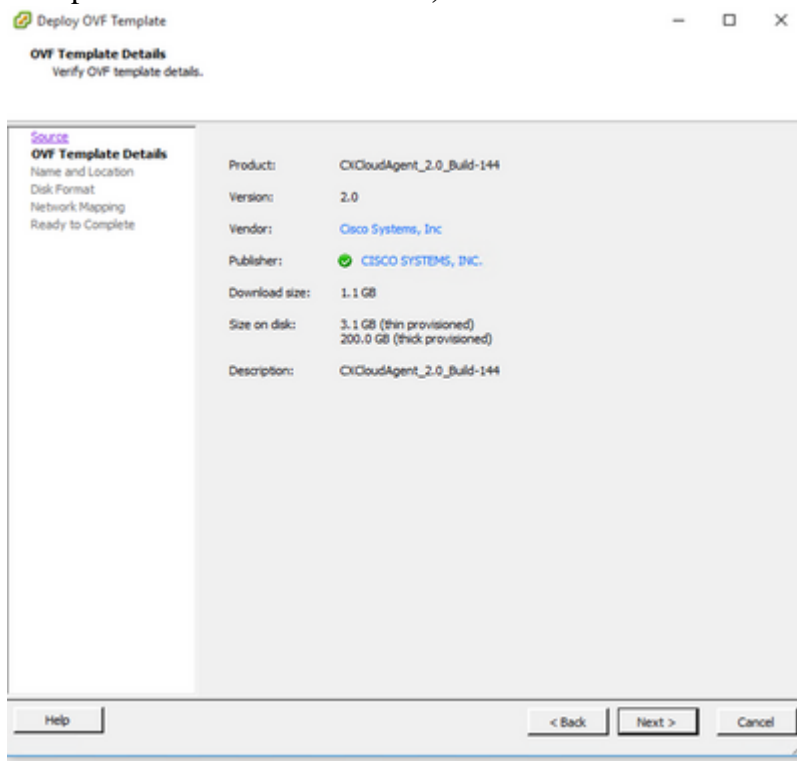 Deploy OVF Template
OVF Template Details
Verify OVF template details.
Source
OVF Template Details
Name and Location
Disk Format
Network Mapping
Ready to Complete
Product: CXCloudAgent_2.0_Build-144
Version: 2.0
Vendor: Cisco Systems, Inc
Publisher: CISCO SYSTEMS, INC.
Download size: 1.1 GB
Size on disk: 3.1 GB (thin provisioned)
200.0 GB (thick provisioned)
Description: CXCloudAgent_2.0_Build-144
Help
< Back
Next >
Cancel